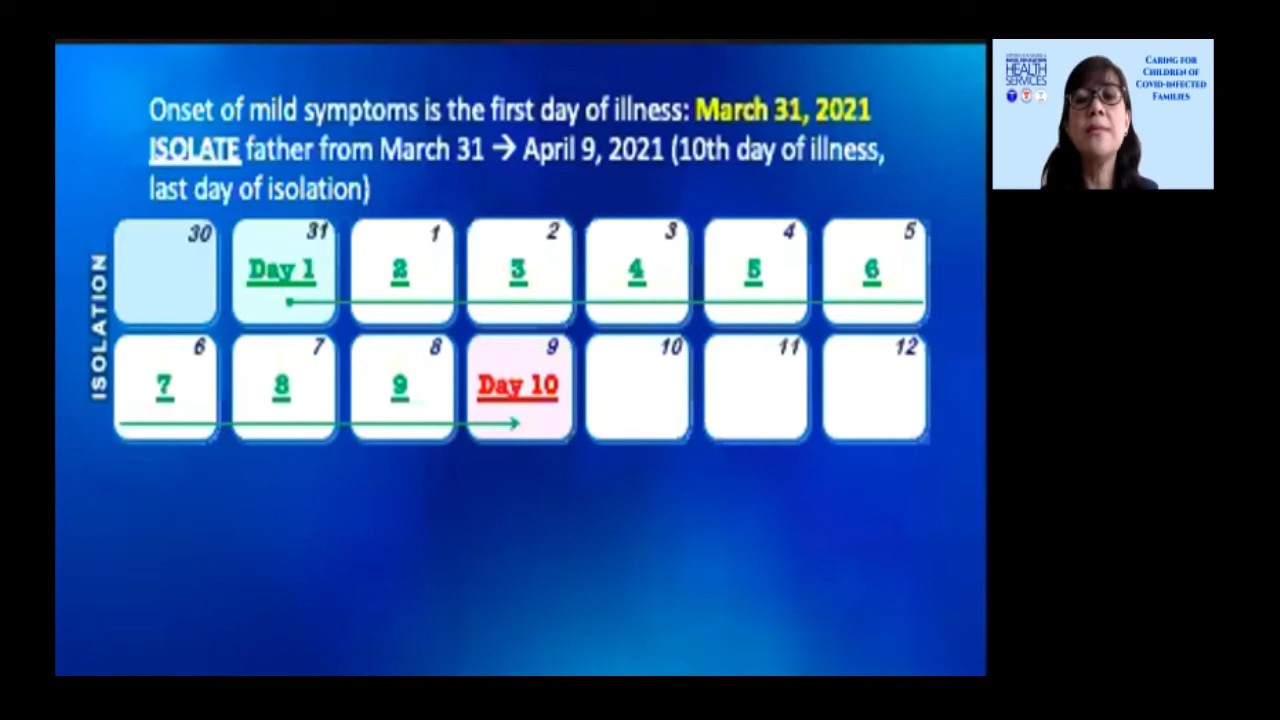 Onset of mild symptoms is the first day of illness: March 31, 2021
ISOLATE father from March 31 → April 9, 2021 (10th day of illness,
last day of isolation)
ISOLATION
30 31 1 2 3 4 5
Day 1 2 3 4 5 6
6 7 8 9 10 11 12
7 8 9 Day 10
HEALTH
SERVICES
CARING FOR
CHILDREN OF
COVID-INFECTED
FAMILIES